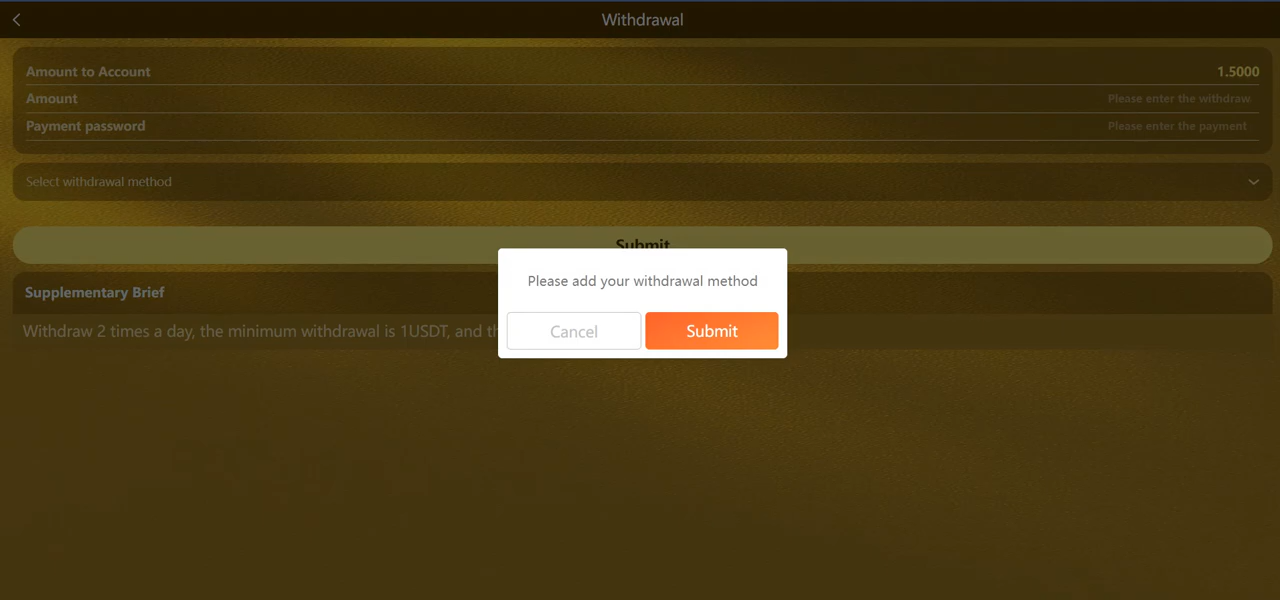 Withdrawal
Amount to Account 1.5000
Amount Please enter the withdraw
Payment password Please enter the payment
Select withdrawal method
Submit
Please add your withdrawal method
Cancel Submit
Supplementary Brief
Withdraw 2 times a day, the minimum withdrawal is 1USDT, and